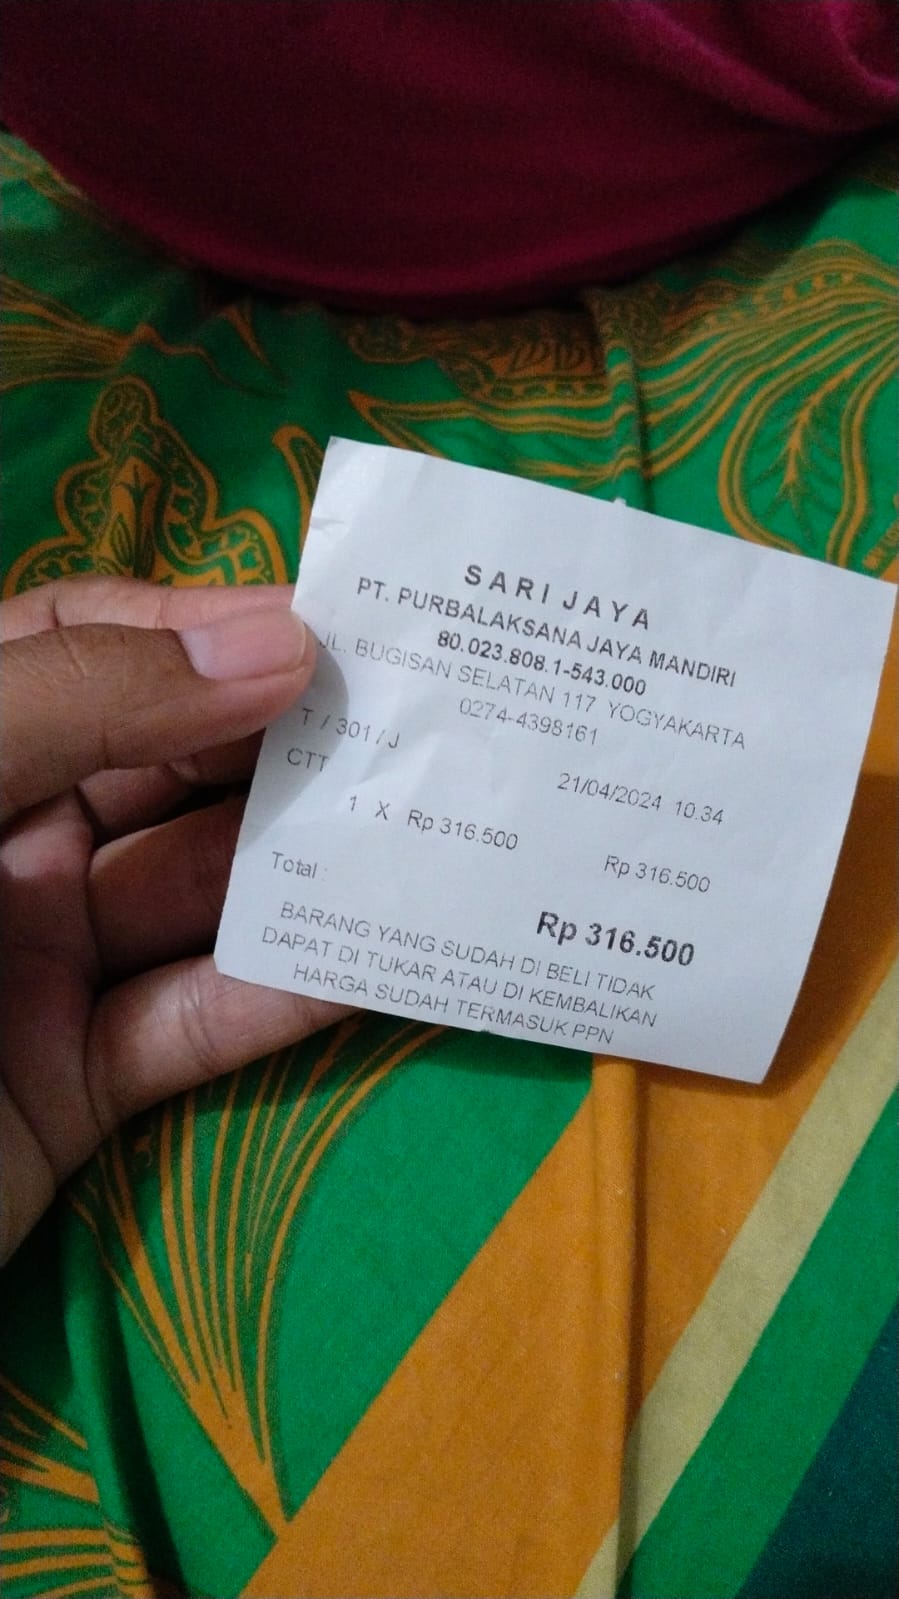 SARI JAYA
PT. PURBALAKSANA JAYA MANDIRI
80.023.808.1-543.000
JL. BUGISAN SELATAN 117 YOGYAKARTA
0274-4398161
T / 301 / J
21/04/2024 10.34
CTT
1 X Rp 316.500
Rp 316.500
Total :
Rp 316.500
BARANG YANG SUDAH DI BELI TIDAK
DAPAT DI TUKAR ATAU DI KEMBALIKAN
HARGA SUDAH TERMASUK PPN